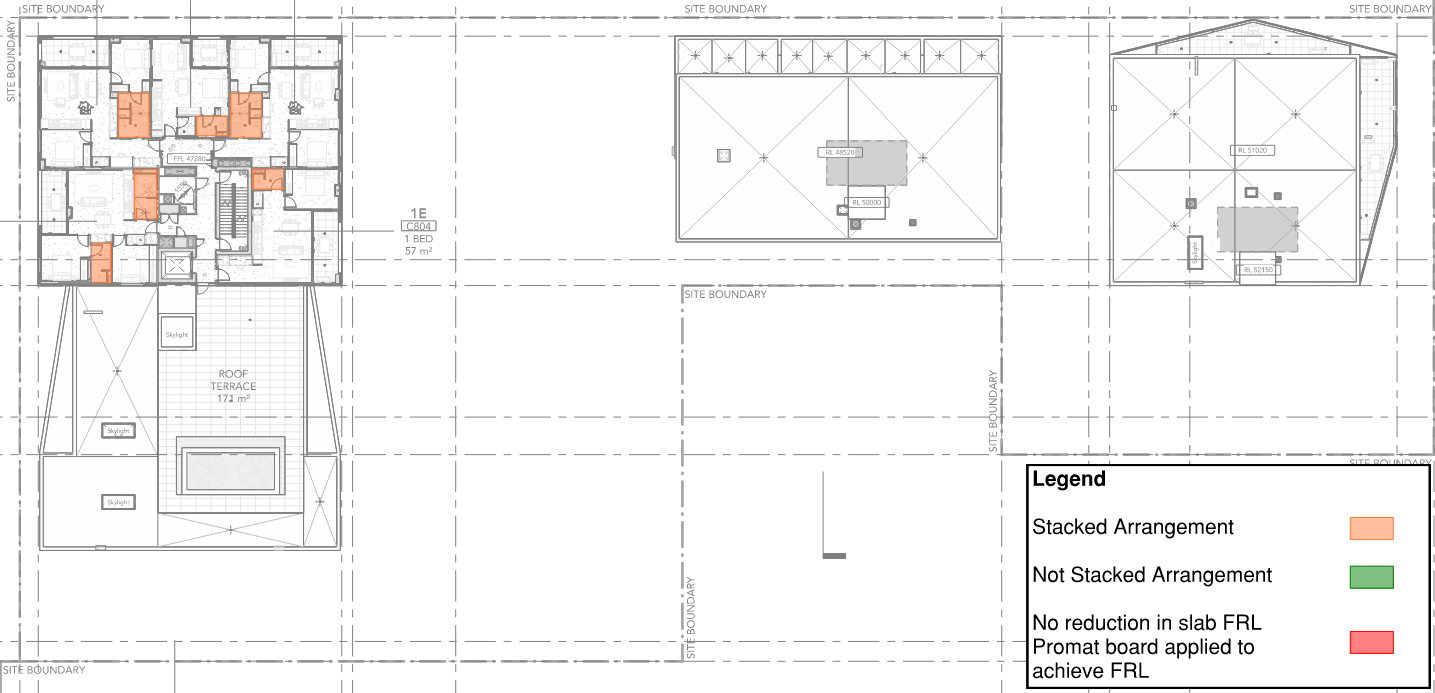 SITE BOUNDARY
SITE BOUNDARY
SITE BOUNDARY
SITE BOUNDARY
FFL 47280
RL 48520
RL 50000
RL 51020
Skylight
RL 52150
1E
C804
1 BED
57 m²
SITE BOUNDARY
Skylight
ROOF
TERRACE
171 m²
SITE BOUNDARY
Skylight
Skylight
SITE BOUNDARY
SITE BOUNDARY
SITE BOUNDARY
Legend
Stacked Arrangement
Not Stacked Arrangement
No reduction in slab FRL
Promat board applied to
achieve FRL